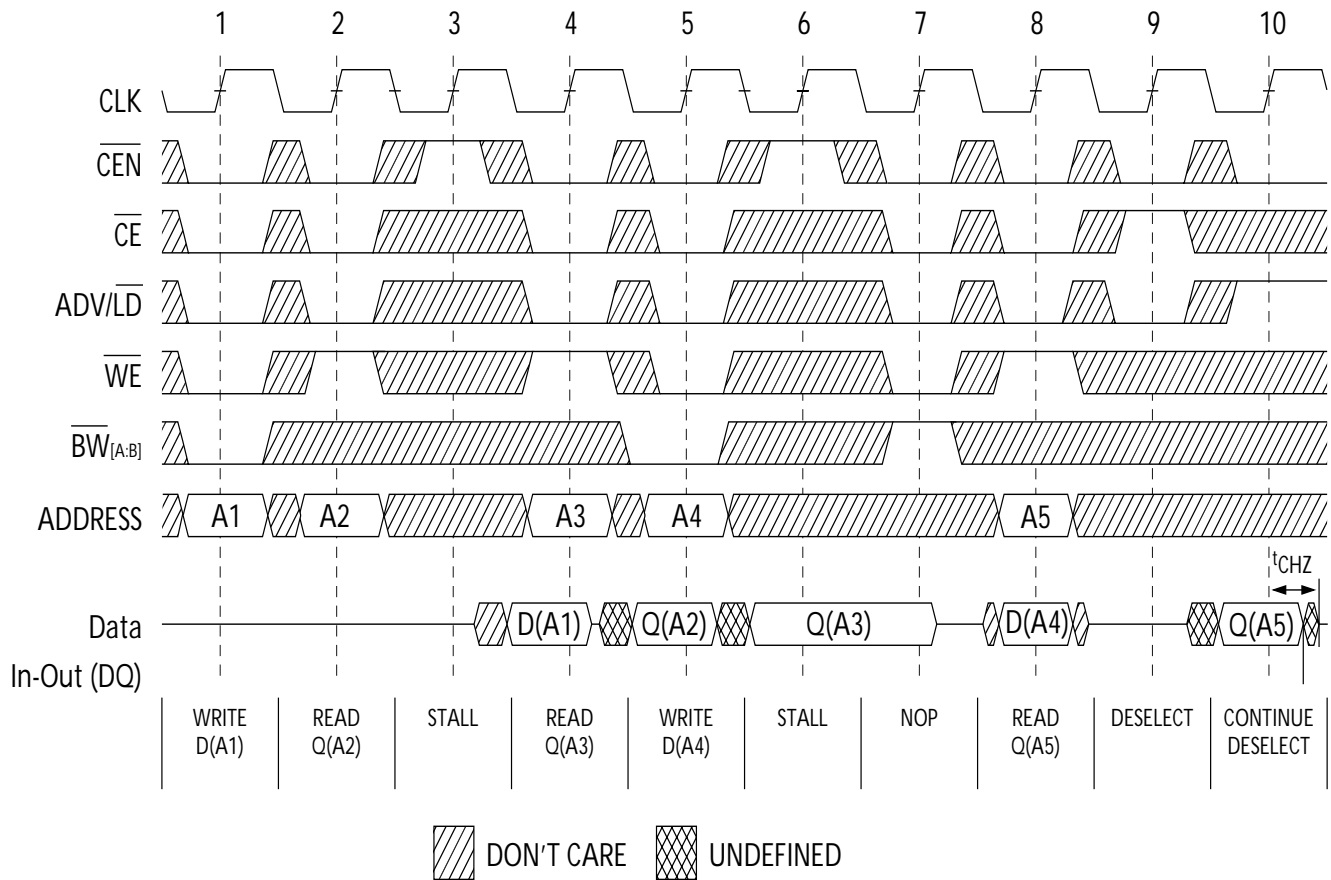 1 2 3 4 5 6 7 8 9 10
CLK
CEN
CE
ADV/LD
WE
BW[A:B]
ADDRESS A1 A2 A3 A4 A5
tCHZ
Data D(A1) Q(A2) Q(A3) D(A4) Q(A5)
In-Out (DQ)
WRITE READ STALL READ WRITE STALL NOP READ DESELECT CONTINUE
D(A1) Q(A2) Q(A3) D(A4) Q(A5) DESELECT
DON'T CARE UNDEFINED